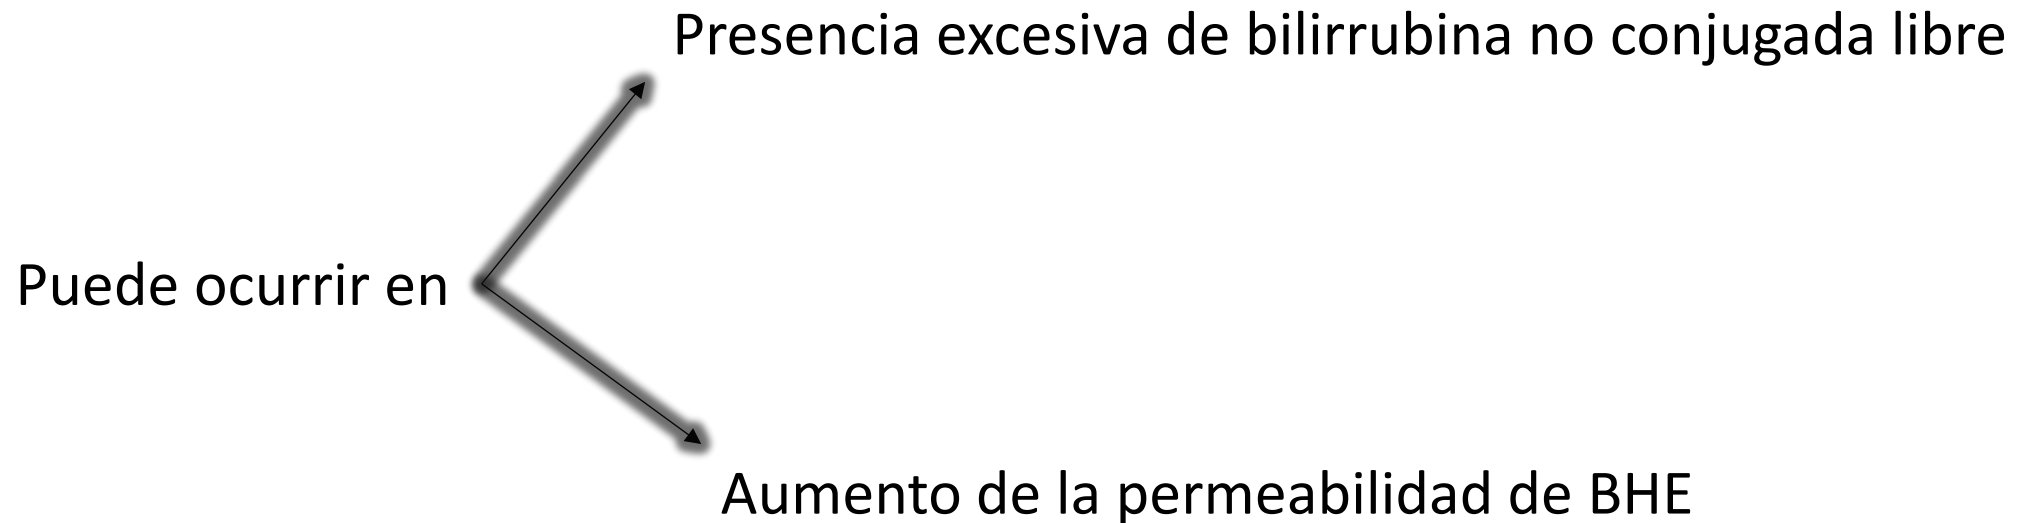 Presencia excesiva de bilirrubina no conjugada libre
Puede ocurrir en
Aumento de la permeabilidad de BHE